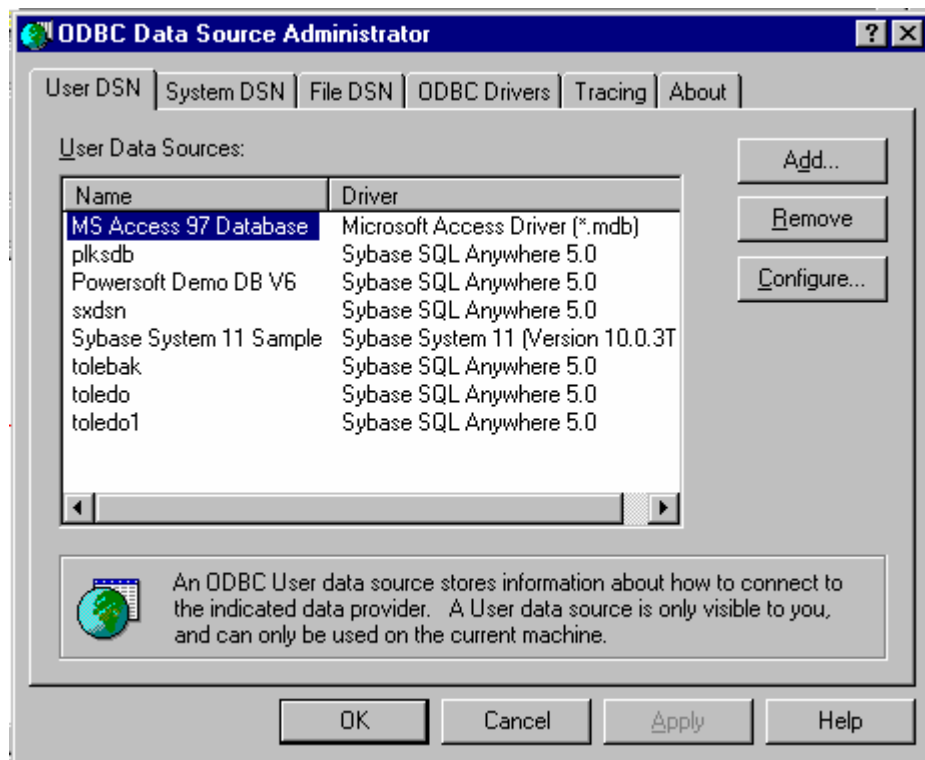 ODBC Data Source Administrator
User DSN System DSN File DSN ODBC Drivers Tracing About
User Data Sources:
Add...
Name Driver
MS Access 97 Database Microsoft Access Driver (*.mdb)
Remove
plksdb Sybase SQL Anywhere 5.0
Powersoft Demo DB V6 Sybase SQL Anywhere 5.0
Configure...
sxdsn Sybase SQL Anywhere 5.0
Sybase System 11 Sample Sybase System 11 (Version 10.0.3T
tolebak Sybase SQL Anywhere 5.0
toledo Sybase SQL Anywhere 5.0
toledo1 Sybase SQL Anywhere 5.0
An ODBC User data source stores information about how to connect to
the indicated data provider. A User data source is only visible to you,
and can only be used on the current machine.
OK Cancel Apply Help